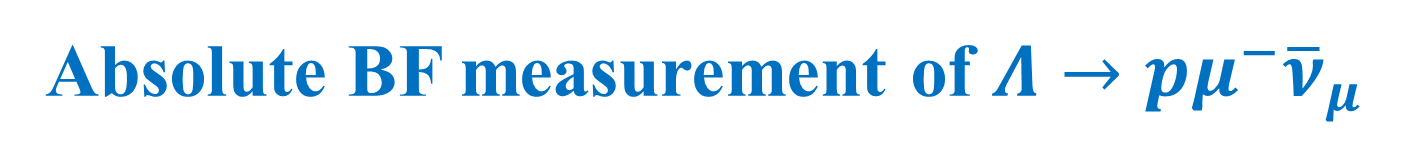 Absolute BF measurement of Λ → pμ⁻ν̄_μ